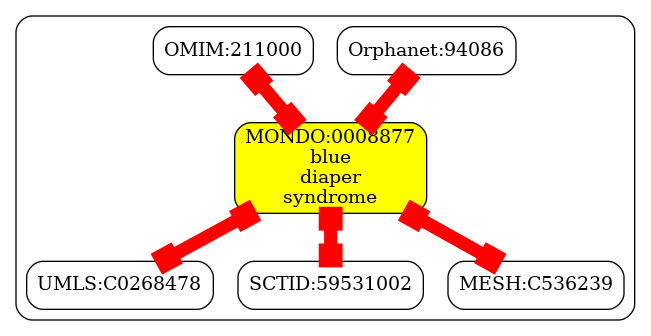 OMIM:211000
Orphanet:94086
MONDO:0008877
blue
diaper
syndrome
UMLS:C0268478
SCTID:59531002
MESH:C536239